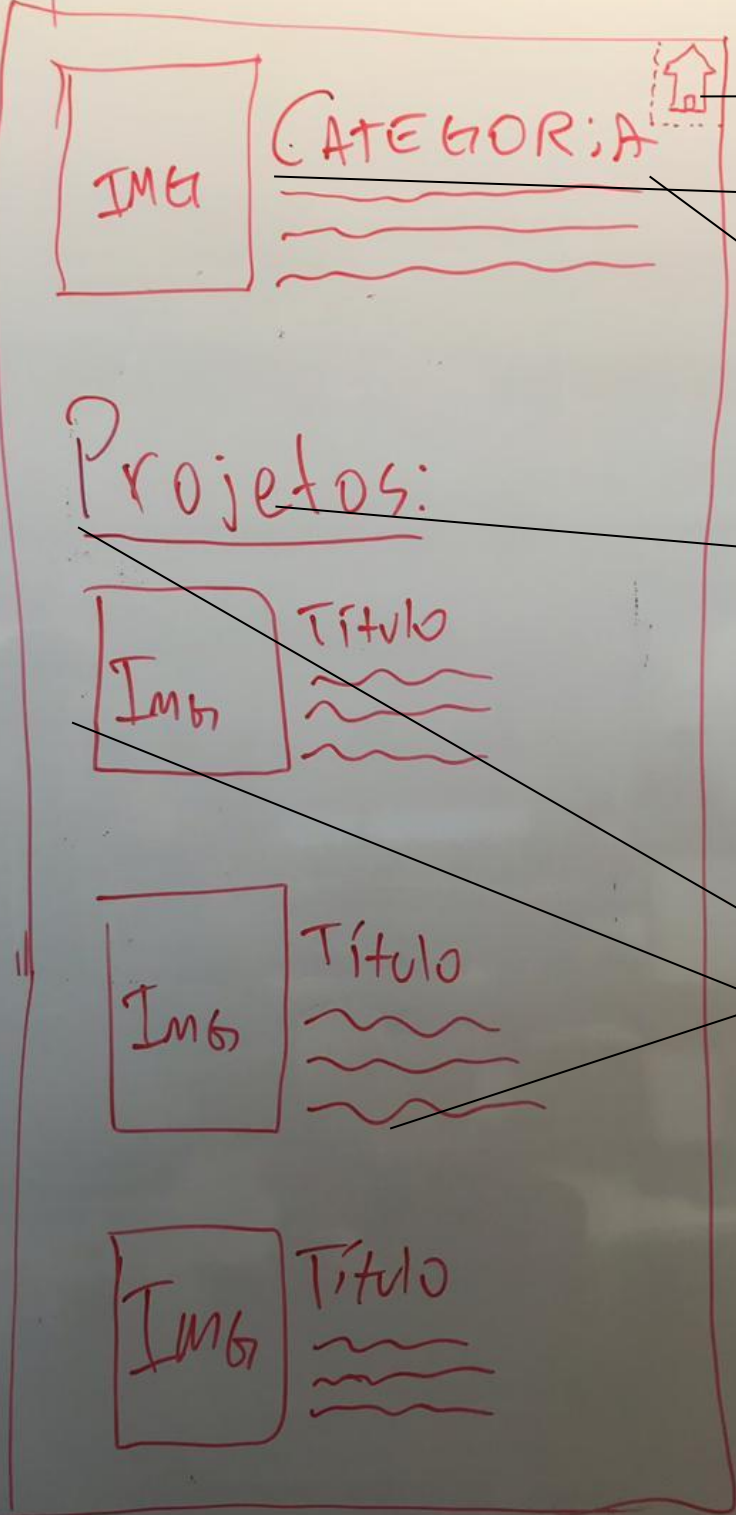 IMG
CATEGORiA
Projetos:
Título
Img
Título
ImG
Título
ImG